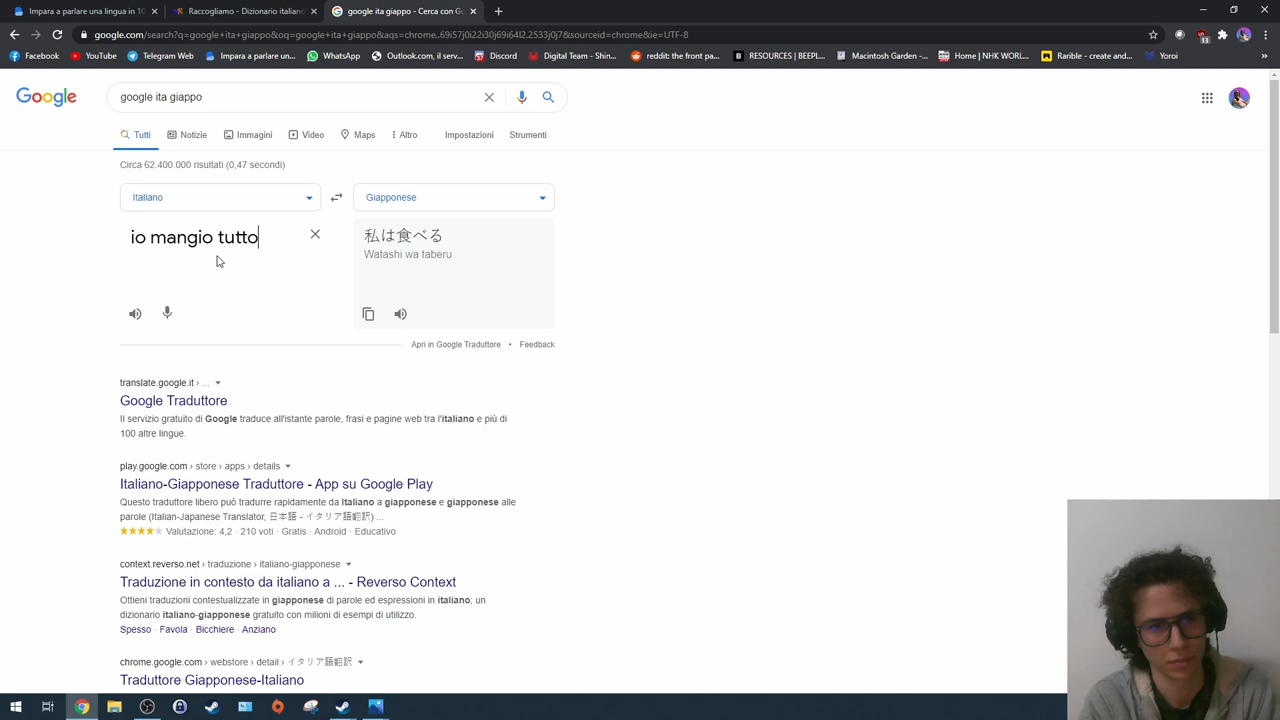 Impara a parlare una lingua in 10
Raccogliamo - Dizionario italiano
google ita giappo - Cerca con Go
google.com/search?q=google+ita+giappo&oq=google+ita+giappo&aqs=chrome..69i57j0i22i30j69i64l2.2533j0j7&sourceid=chrome&ie=UTF-8
13
Facebook
YouTube
Telegram Web
Impara a parlare un...
WhatsApp
Outlook.com, il serv...
Discord
Digital Team - Shin...
reddit: the front pa...
RESOURCES | BEEPL...
Macintosh Garden -...
Home | NHK WORL...
Rarible - create and...
Yoroi
»
Google
google ita giappo
Tutti
Notizie
Immagini
Video
Maps
Altro
Impostazioni
Strumenti
Circa 62.400.000 risultati (0,47 secondi)
Italiano
Giapponese
io mangio tutto
私は食べる
Watashi wa taberu
Apri in Google Traduttore • Feedback
translate.google.it › ...
Google Traduttore
Il servizio gratuito di Google traduce all'istante parole, frasi e pagine web tra l'italiano e più di
100 altre lingue.
play.google.com › store › apps › details
Italiano-Giapponese Traduttore - App su Google Play
Questo traduttore libero può tradurre rapidamente da Italiano a giapponese e giapponese alle
parole (Italian-Japanese Translator, 日本語 - イタリア語翻訳) ...
Valutazione: 4,2 · 210 voti · Gratis · Android · Educativo
context.reverso.net › traduzione › italiano-giapponese
Traduzione in contesto da italiano a ... - Reverso Context
Ottieni traduzioni contestualizzate in giapponese di parole ed espressioni in italiano; un
dizionario italiano-giapponese gratuito con milioni di esempi di utilizzo.
Spesso · Favola · Bicchiere · Anziano
chrome.google.com › webstore › detail › イタリア語翻訳
Traduttore Giapponese-Italiano